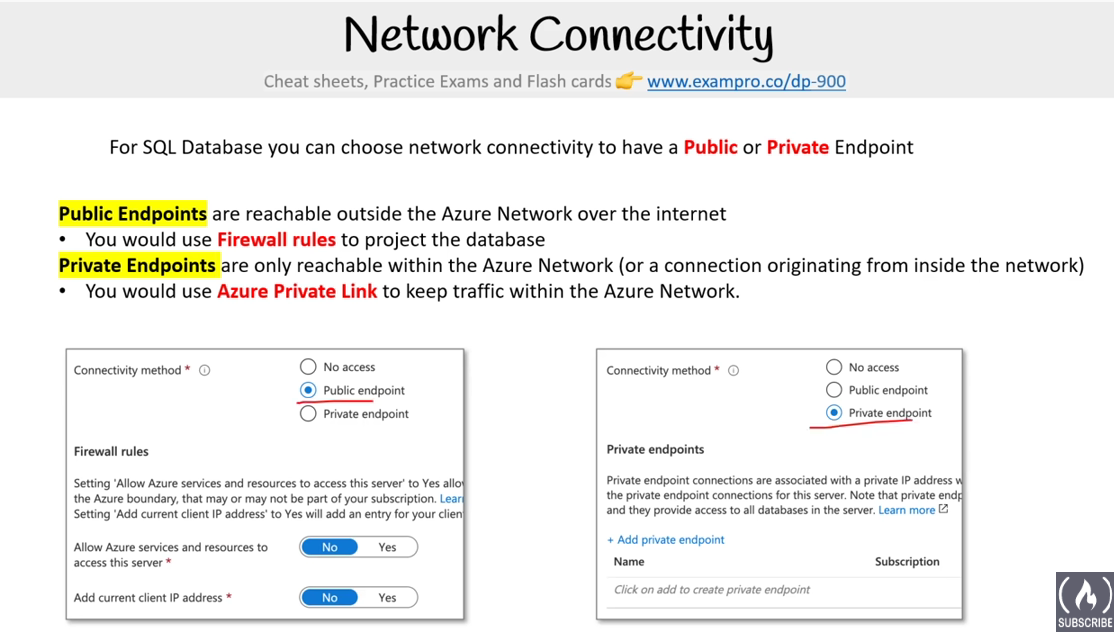 Network Connectivity
Cheat sheets, Practice Exams and Flash cards 👉 www.exampro.co/dp-900
For SQL Database you can choose network connectivity to have a Public or Private Endpoint
Public Endpoints are reachable outside the Azure Network over the internet
• You would use Firewall rules to project the database
Private Endpoints are only reachable within the Azure Network (or a connection originating from inside the network)
• You would use Azure Private Link to keep traffic within the Azure Network.
Connectivity method *
No access
Public endpoint
Private endpoint
Firewall rules
Setting 'Allow Azure services and resources to access this server' to Yes allo
the Azure boundary, that may or may not be part of your subscription. Lear
Setting 'Add current client IP address' to Yes will add an entry for your clien
Allow Azure services and resources to
access this server *
No Yes
Add current client IP address *
No Yes
Connectivity method *
No access
Public endpoint
Private endpoint
Private endpoints
Private endpoint connections are associated with a private IP address w
the private endpoint connections for this server. Note that private endp
and they provide access to all databases in the server. Learn more
+ Add private endpoint
Name Subscription
Click on add to create private endpoint
SUBSCRIBE